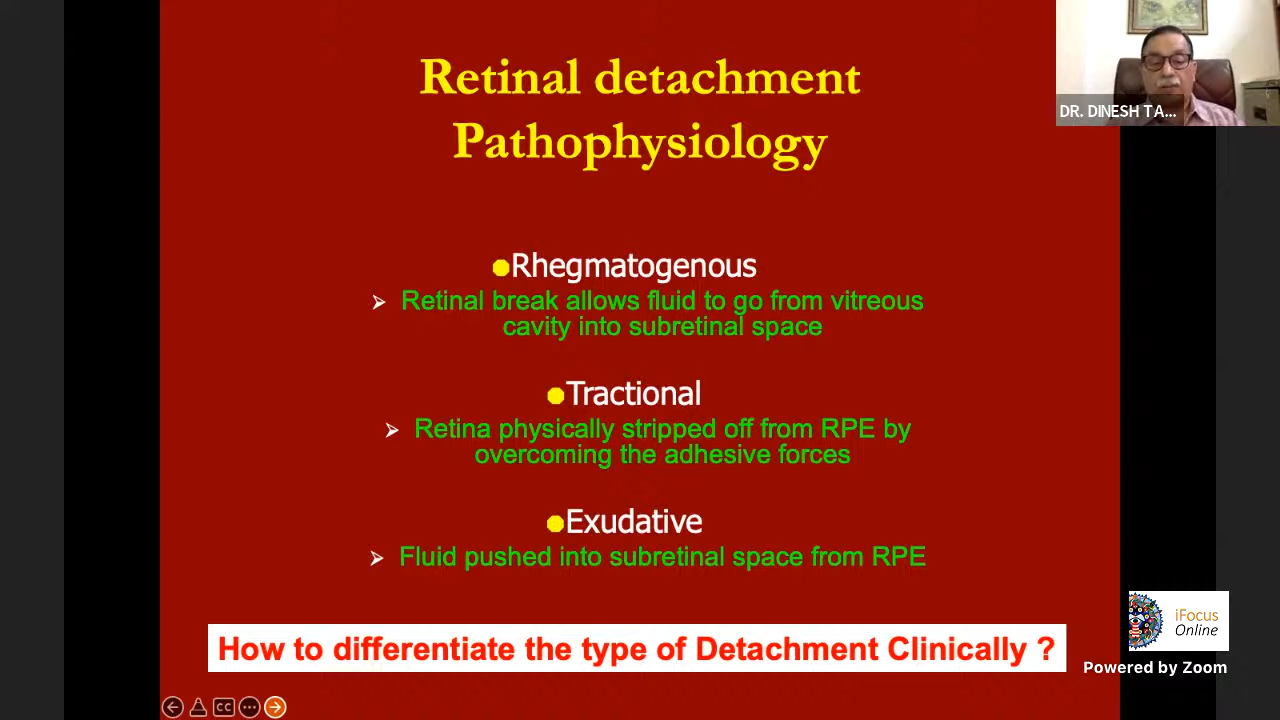 Retinal detachment
Pathophysiology
DR. DINESH T A...
Rhegmatogenous
Retinal break allows fluid to go from vitreous
cavity into subretinal space
Tractional
Retina physically stripped off from RPE by
overcoming the adhesive forces
Exudative
Fluid pushed into subretinal space from RPE
How to differentiate the type of Detachment Clinically ?
iFocus
Online
Powered by Zoom
CC